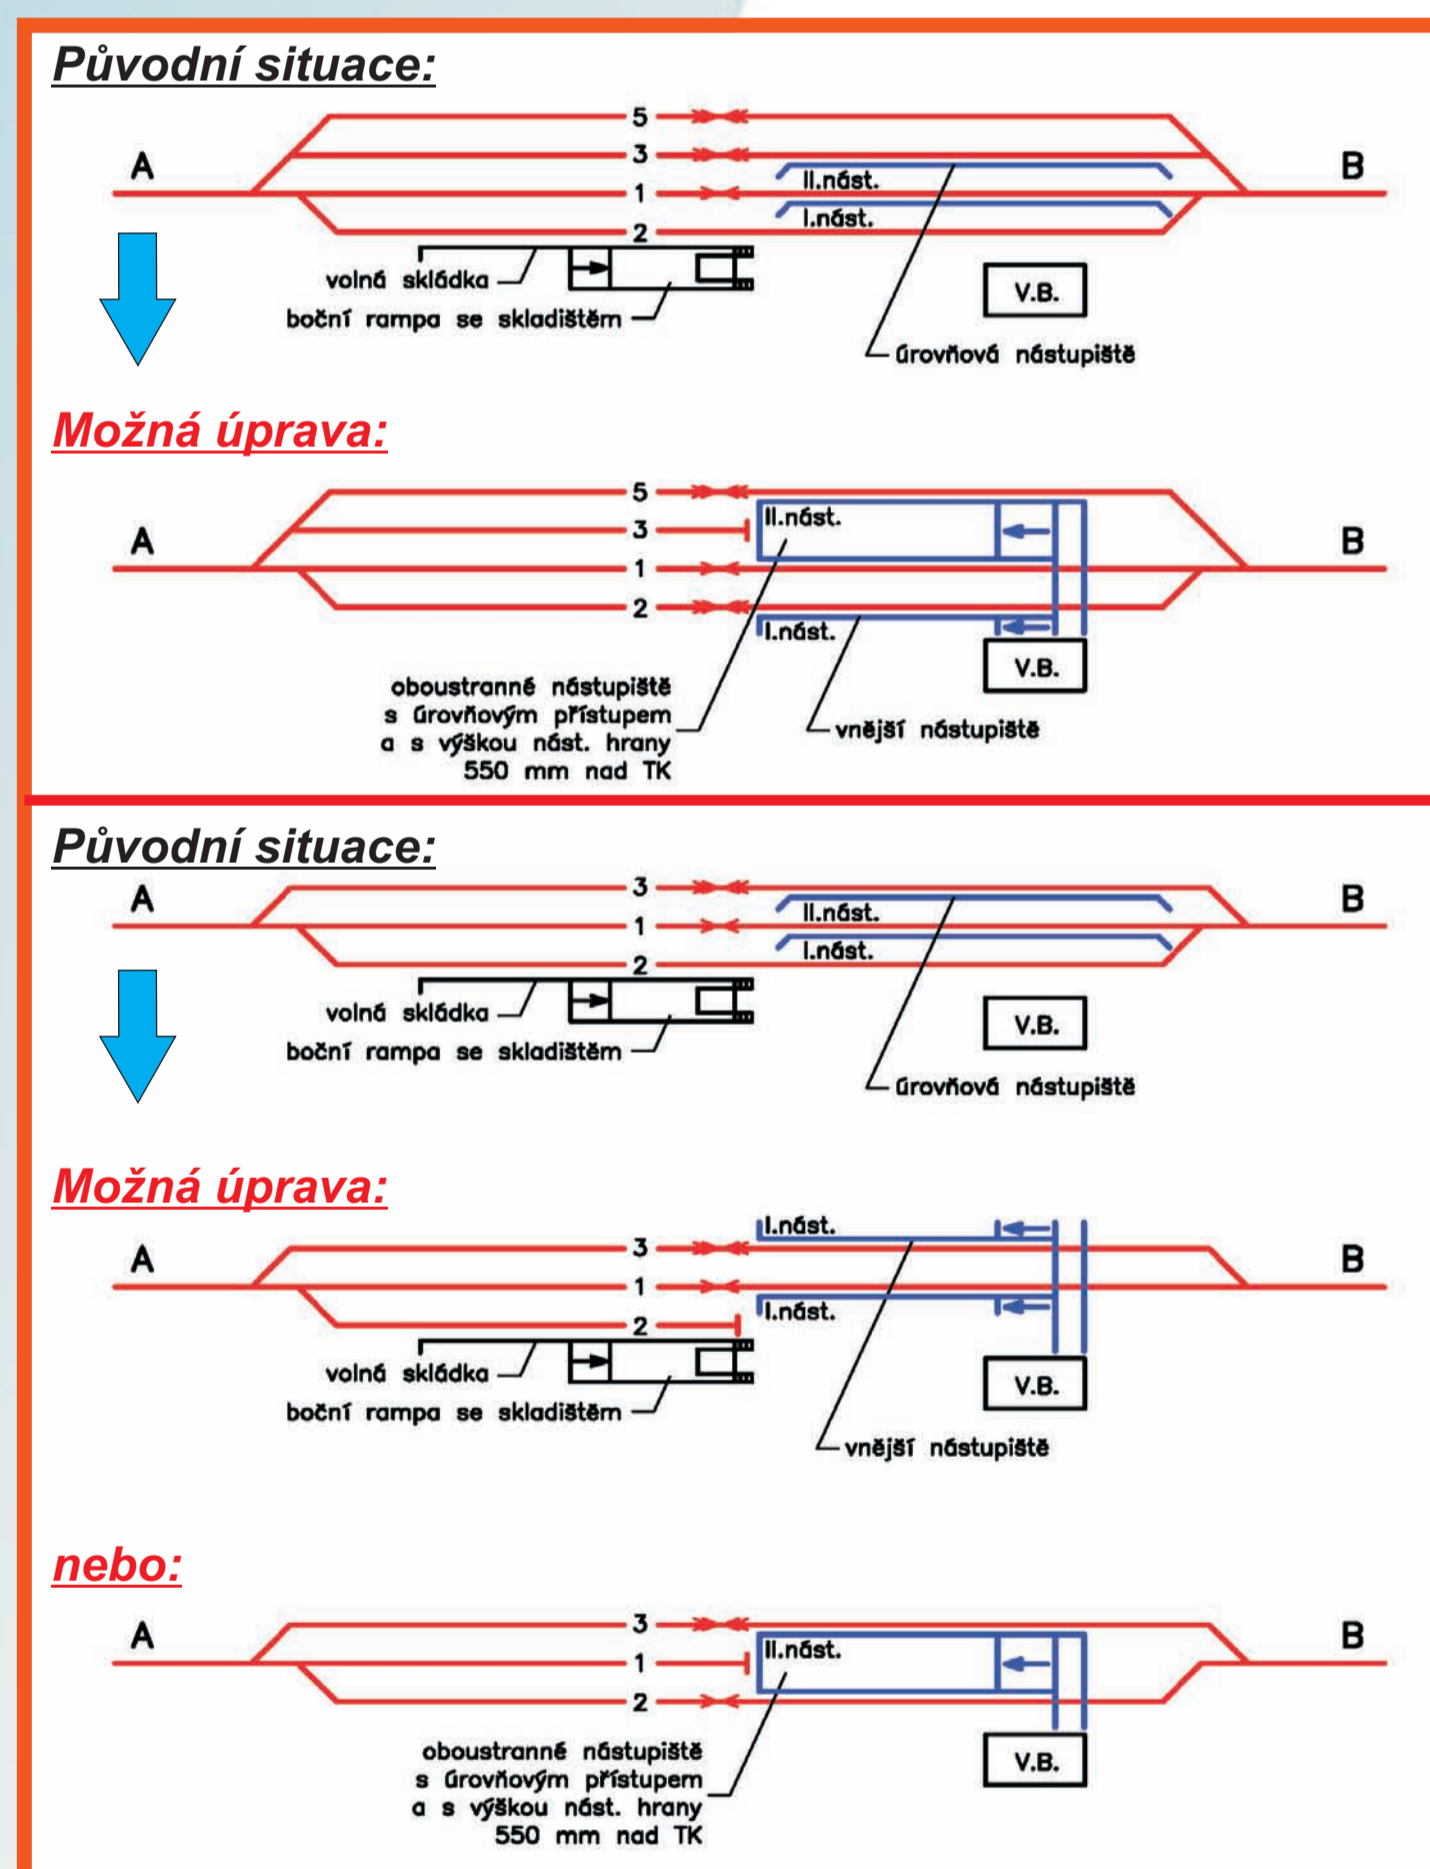 Původní situace:
5
3
A
B
II.nást.
1
I.nást.
2
volná skládka
V.B.
boční rampa se skladištěm
úrovňová nástupiště
Možná úprava:
5
II.nást.
3
A
B
1
2
I.nást.
V.B.
oboustranné nástupiště
s úrovňovým přístupem
a s výškou nást. hrany
550 mm nad TK
vnější nástupiště
Původní situace:
3
A
B
II.nást.
1
I.nást.
2
volná skládka
V.B.
boční rampa se skladištěm
úrovňová nástupiště
Možná úprava:
I.nást.
3
A
B
1
I.nást.
2
volná skládka
V.B.
boční rampa se skladištěm
vnější nástupiště
nebo:
3
A
B
II.nást.
1
2
oboustranné nástupiště
s úrovňovým přístupem
a s výškou nást. hrany
550 mm nad TK
V.B.